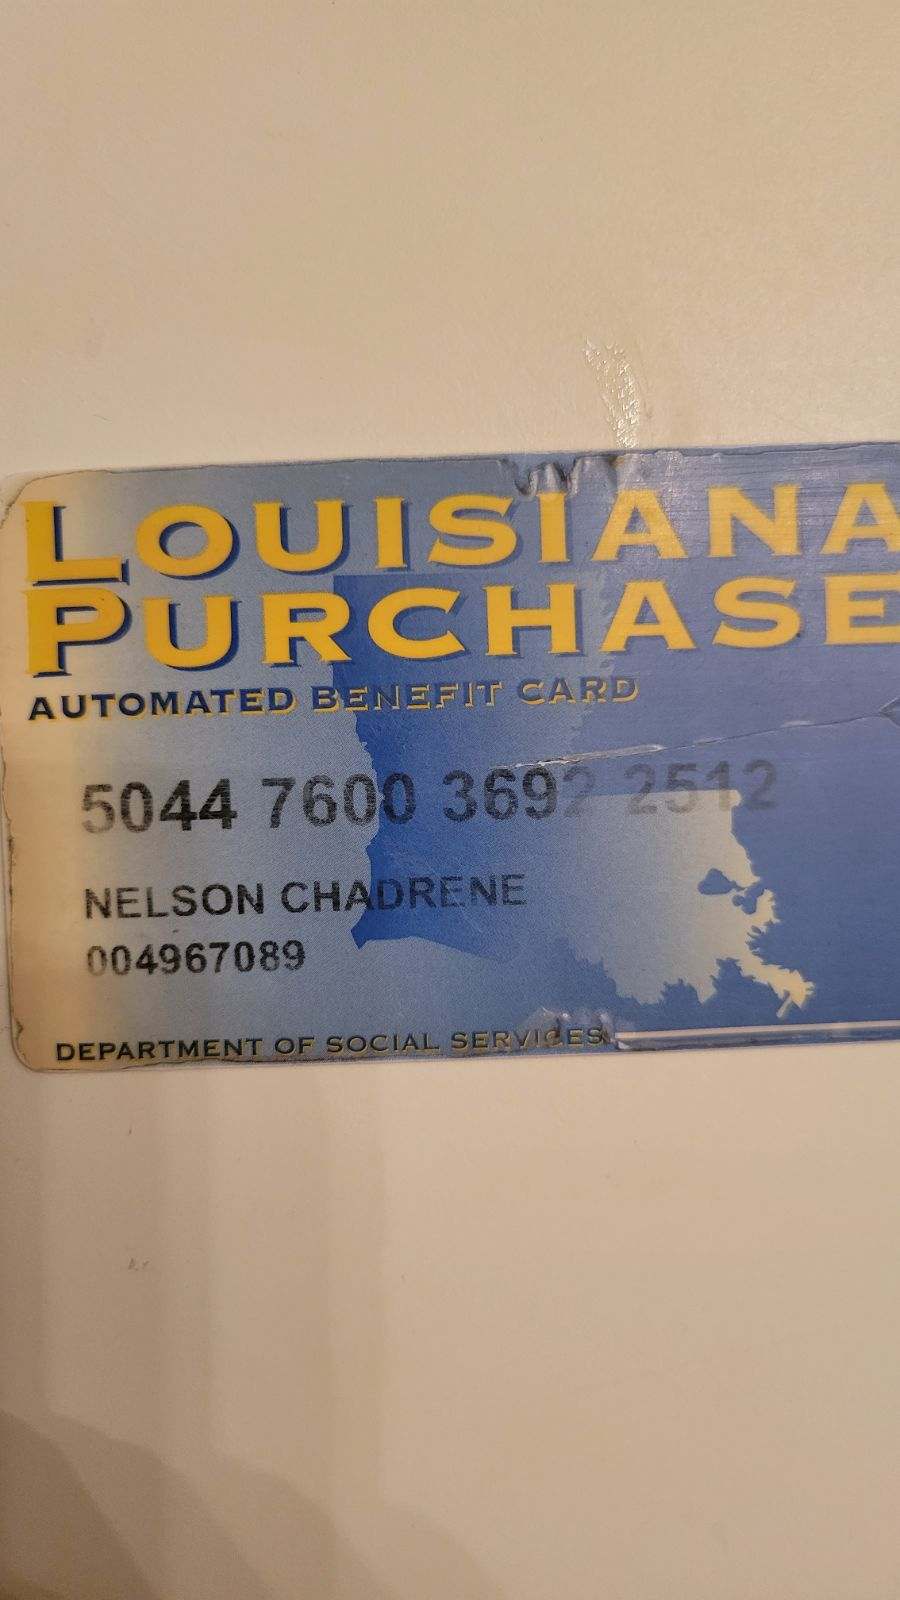 LOUISIANA
PURCHASE
AUTOMATED BENEFIT CARD
5044 7600 3692 2512
NELSON CHADRENE
004967089
DEPARTMENT OF SOCIAL SERVICES